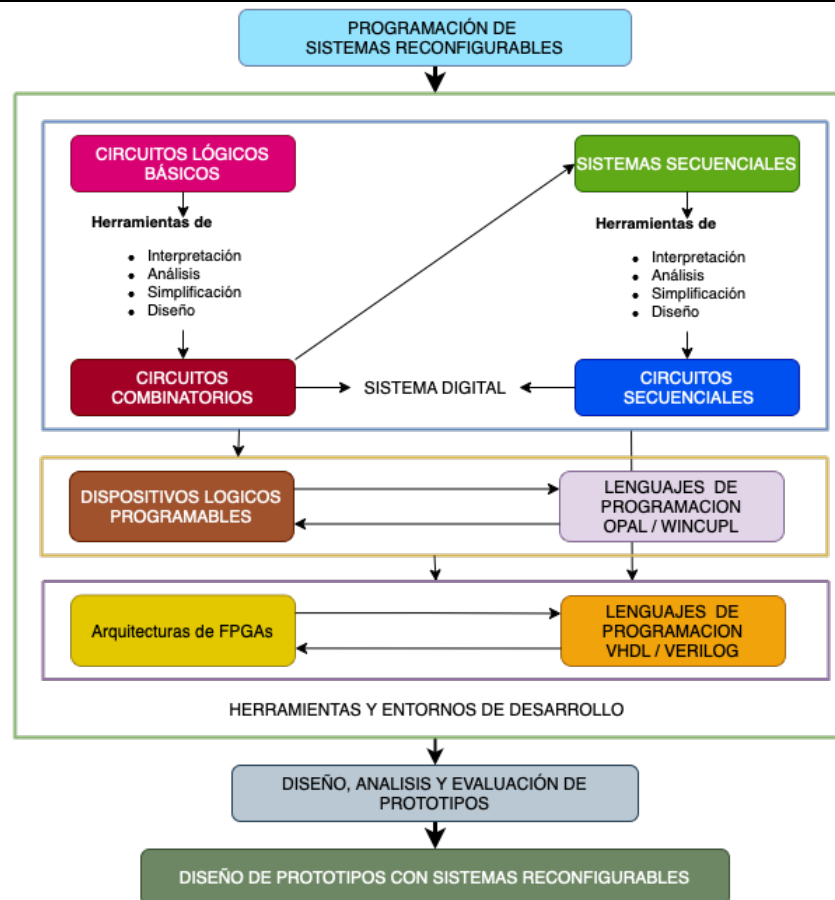 PROGRAMACIÓN DE
SISTEMAS RECONFIGURABLES
CIRCUITOS LÓGICOS
BÁSICOS
SISTEMAS SECUENCIALES
Herramientas de
• Interpretación
• Análisis
• Simplificación
• Diseño
Herramientas de
• Interpretación
• Análisis
• Simplificación
• Diseño
CIRCUITOS
COMBINATORIOS
SISTEMA DIGITAL
CIRCUITOS
SECUENCIALES
DISPOSITIVOS LOGICOS
PROGRAMABLES
LENGUAJES DE
PROGRAMACION
OPAL / WINCUPL
Arquitecturas de FPGAs
LENGUAJES DE
PROGRAMACION
VHDL / VERILOG
HERRAMIENTAS Y ENTORNOS DE DESARROLLO
DISEÑO, ANALISIS Y EVALUACIÓN DE
PROTOTIPOS
DISEÑO DE PROTOTIPOS CON SISTEMAS RECONFIGURABLES